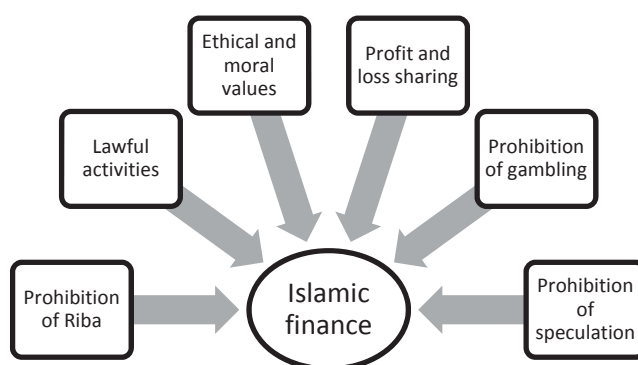 Ethical and
moral
values
Profit and
loss sharing
Lawful
activities
Prohibition
of gambling
Prohibition
of Riba
Islamic
finance
Prohibition
of
speculation